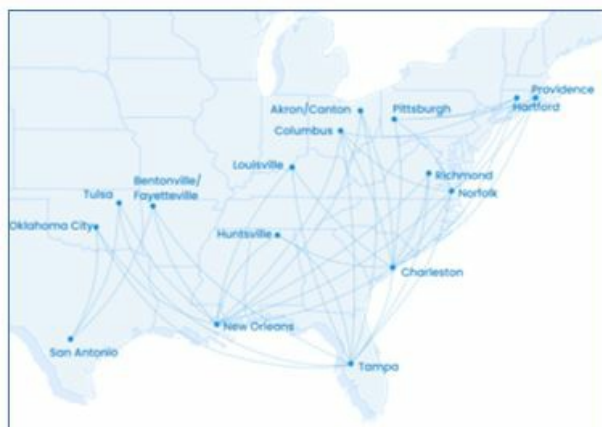 Providence
Hartford
Akron/Canton
Pittsburgh
Columbus
Louisville
Richmond
Bentonville/
Fayetteville
Tulsa
Norfolk
Oklahoma City
Huntsville
Charleston
New Orleans
San Antonio
Tampa